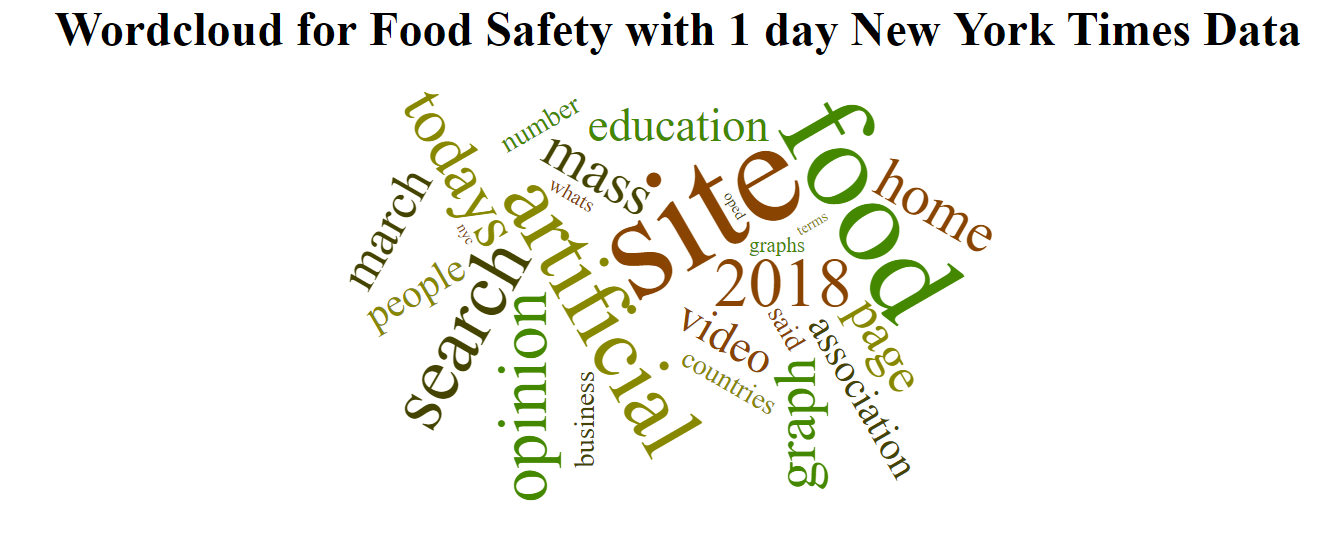 Wordcloud for Food Safety with 1 day New York Times Data
todays
number
education
food
mass
site
home
march
whats
artificial
oped
terms
nyc
graphs
people
search
2018
opinion
video
said
page
association
countries
business
graph